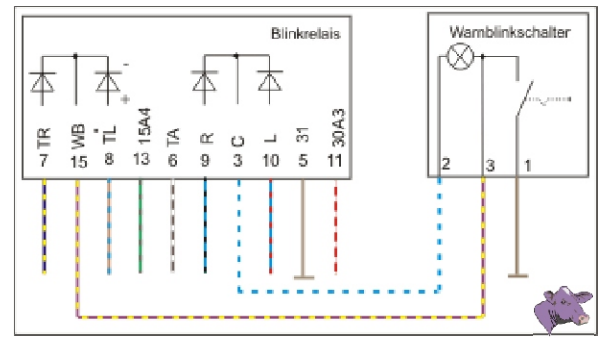 Blinkrelais
Warnblinkschalter
-
+
TR WB TL 15A4 TA R C L 31 30A3
7 15 8 13 6 9 3 10 5 11
2 3 1